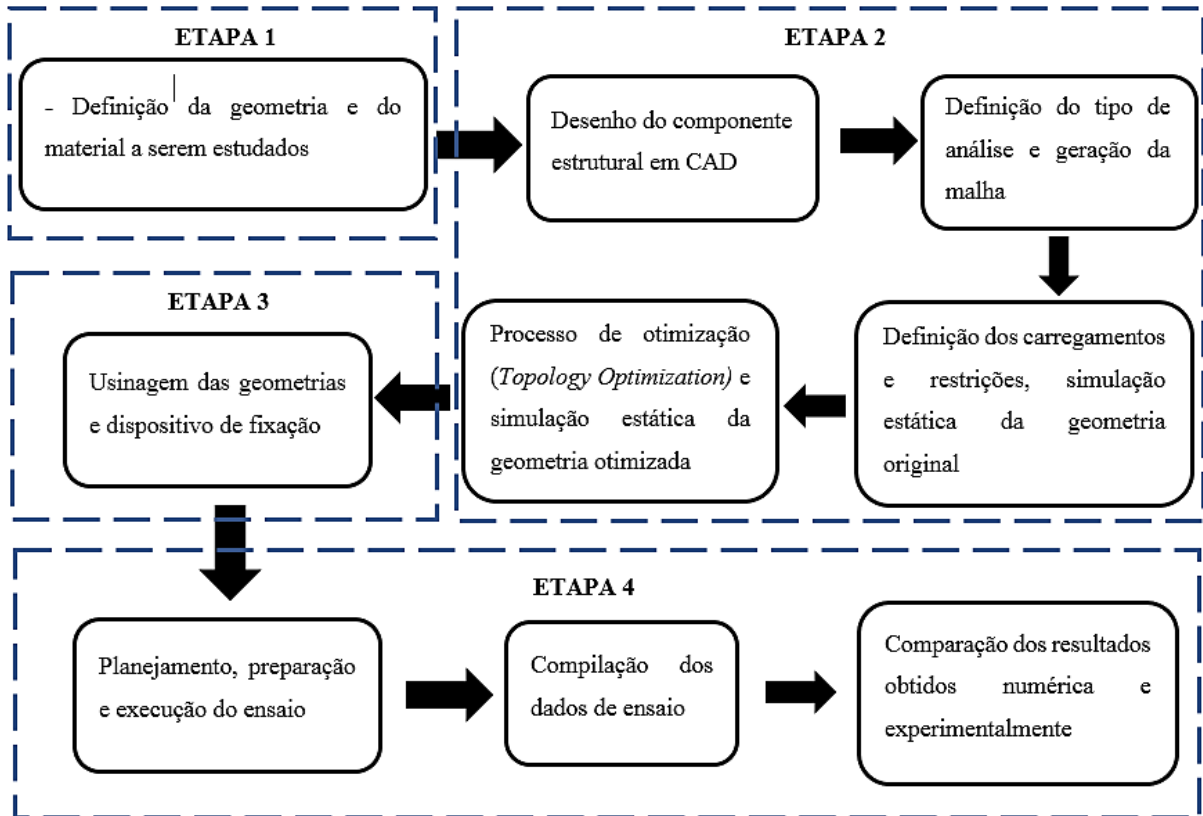 ETAPA 1
- Definição da geometria e do
material a serem estudados
ETAPA 2
Desenho do componente
estrutural em CAD
Definição do tipo de
análise e geração da
malha
Definição dos carregamentos
e restrições, simulação
estática da geometria
original
Processo de otimização
(Topology Optimization) e
simulação estática da
geometria otimizada
ETAPA 3
Usinagem das geometrias
e dispositivo de fixação
ETAPA 4
Planejamento, preparação
e execução do ensaio
Compilação dos
dados de ensaio
Comparação dos resultados
obtidos numérica e
experimentalmente